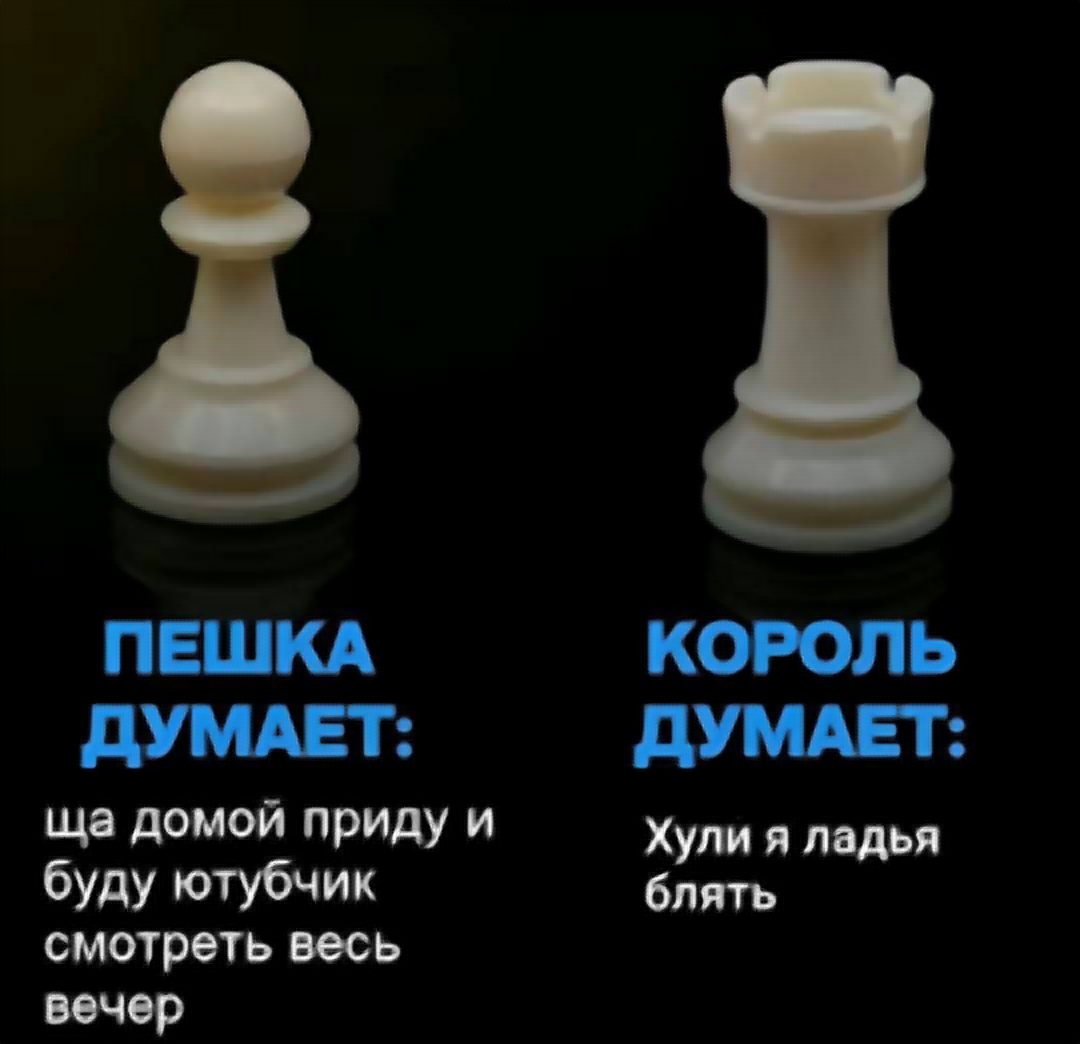 ПЕШКА
ДУМАЕТ:
ща домой приду и
буду ютубчик
смотреть весь
вечер
КОРОЛЬ
ДУМАЕТ:
Хули я ладья
блять